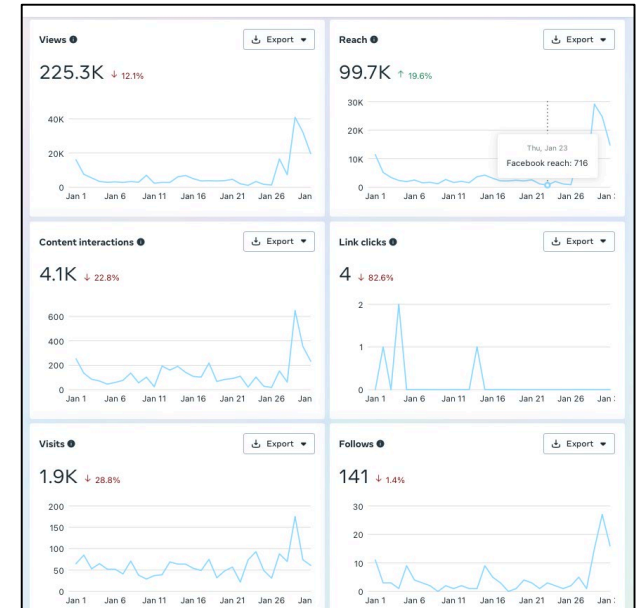 Views Export
225.3K ↓ 12.1%
40K
20K
0
Jan 1 Jan 6 Jan 11 Jan 16 Jan 21 Jan 26 Jan
Reach Export
99.7K ↑ 19.6%
30K
20K
10K
0
Thu, Jan 23
Facebook reach: 716
Jan 1 Jan 6 Jan 11 Jan 16 Jan 21 Jan 26 Jan
Content interactions Export
4.1K ↓ 22.8%
600
400
200
0
Jan 1 Jan 6 Jan 11 Jan 16 Jan 21 Jan 26 Jan
Link clicks Export
4 ↓ 82.6%
2
1
0
Jan 1 Jan 6 Jan 11 Jan 16 Jan 21 Jan 26 Jan
Visits Export
1.9K ↓ 28.8%
200
150
100
50
0
Jan 1 Jan 6 Jan 11 Jan 16 Jan 21 Jan 26 Jan
Follows Export
141 ↓ 1.4%
30
20
10
0
Jan 1 Jan 6 Jan 11 Jan 16 Jan 21 Jan 26 Jan